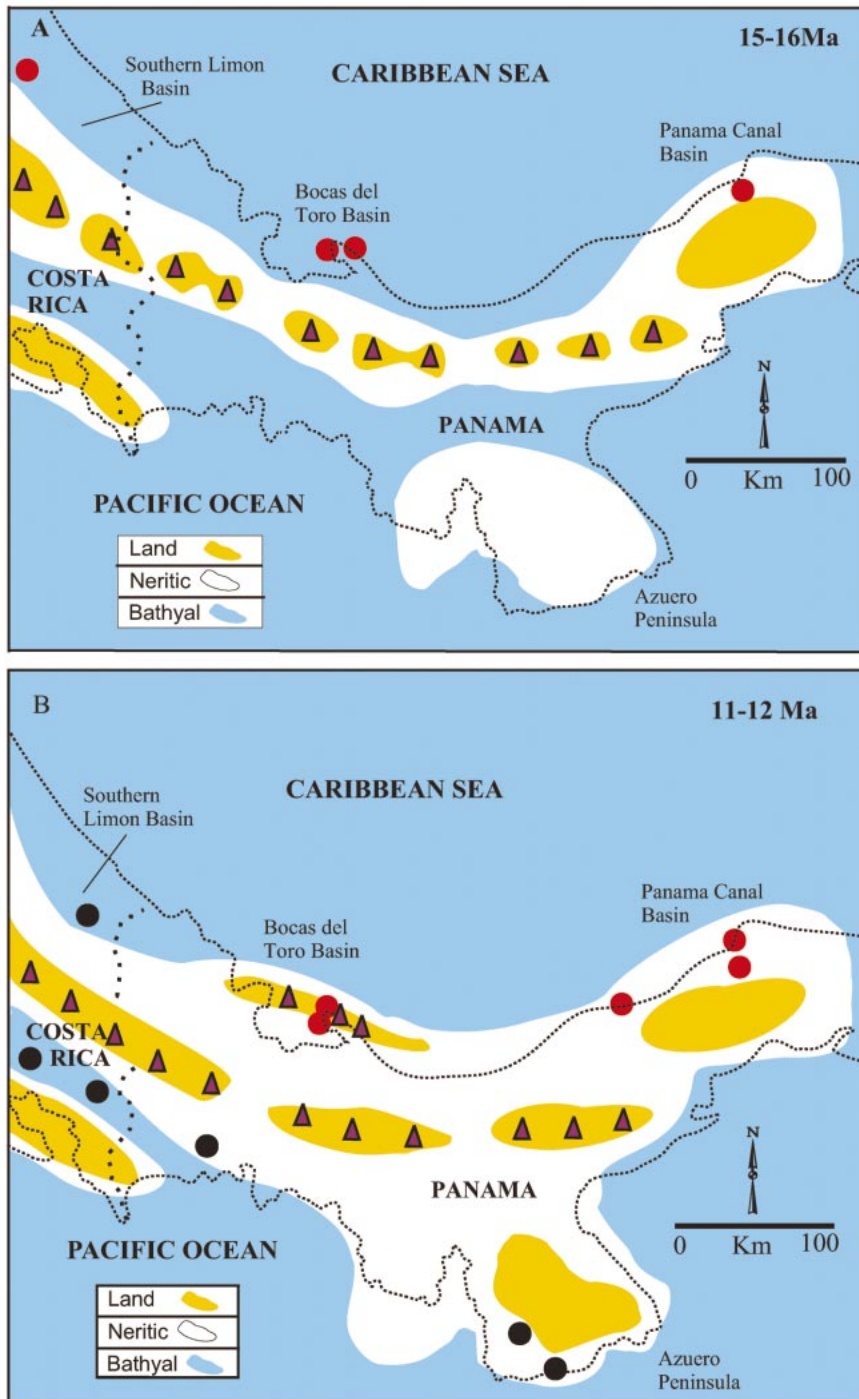 A
15-16Ma
Southern Limon
Basin
CARIBBEAN SEA
Panama Canal
Basin
Bocas del
Toro Basin
COSTA
RICA
PANAMA
N
0 Km 100
PACIFIC OCEAN
Land
Neritic
Bathyal
Azuero
Peninsula
B
11-12 Ma
CARIBBEAN SEA
Southern
Limon Basin
Panama Canal
Basin
Bocas del
Toro Basin
COSTA
RICA
PANAMA
N
0 Km 100
PACIFIC OCEAN
Land
Neritic
Bathyal
Azuero
Peninsula